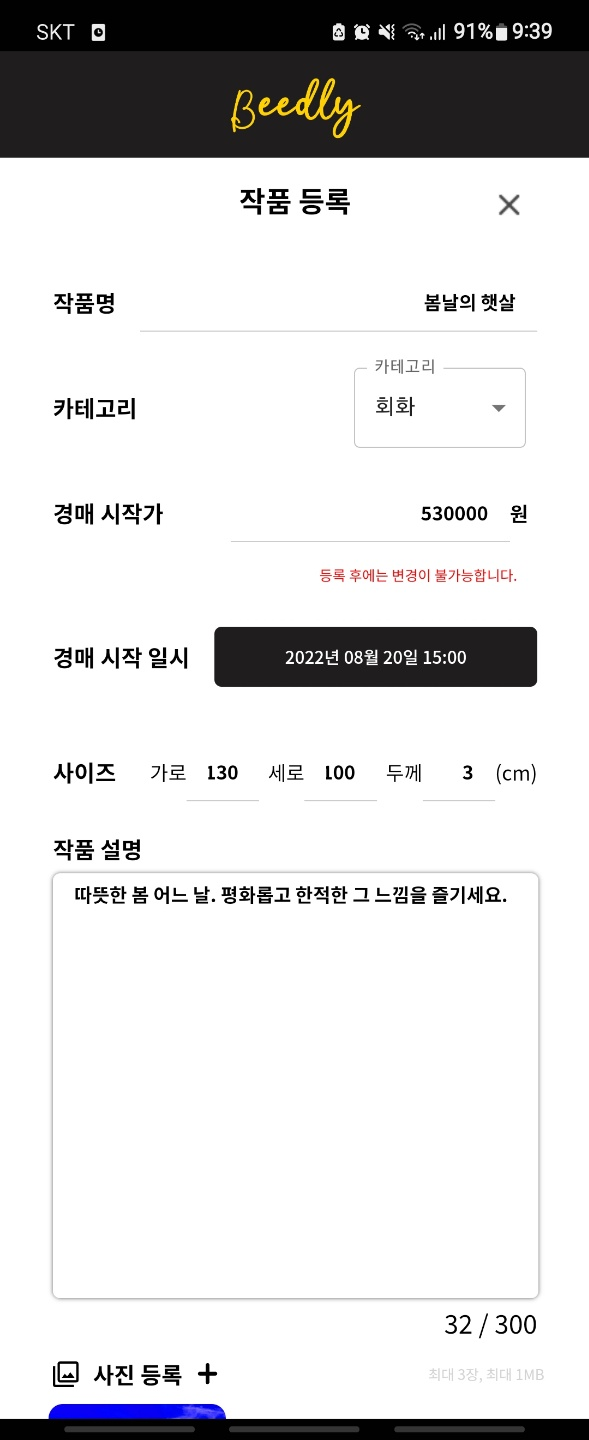 SKT 91% 9:39
Beedly
작품 등록
작품명 봄날의 햇살
카테고리
카테고리 회화
경매 시작가 530000 원
등록 후에는 변경이 불가능합니다.
경매 시작 일시 2022년 08월 20일 15:00
사이즈 가로 130 세로 100 두께 3 (cm)
작품 설명
따뜻한 봄 어느 날. 평화롭고 한적한 그 느낌을 즐기세요.
32 / 300
사진 등록 + 최대 3장, 최대 1MB